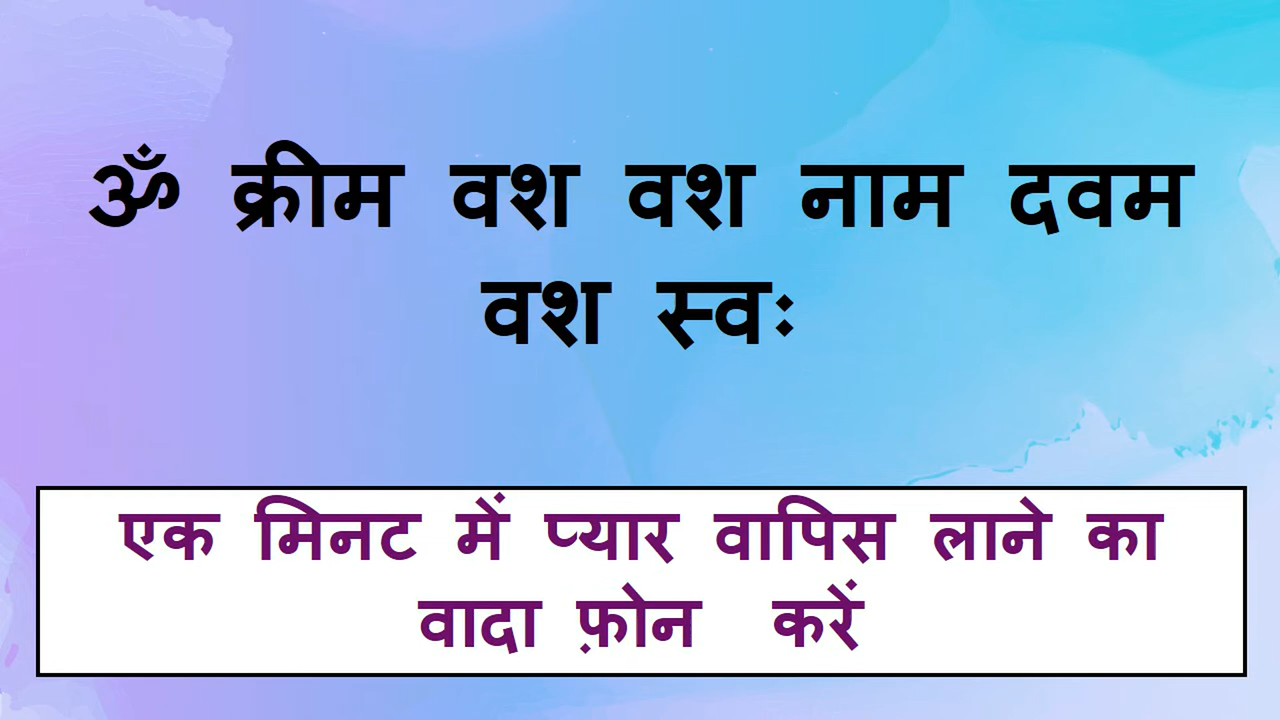 ॐ क्रीम वश वश नाम दवम
वश स्वः
एक मिनट में प्यार वापिस लाने का
वादा फ़ोन करें